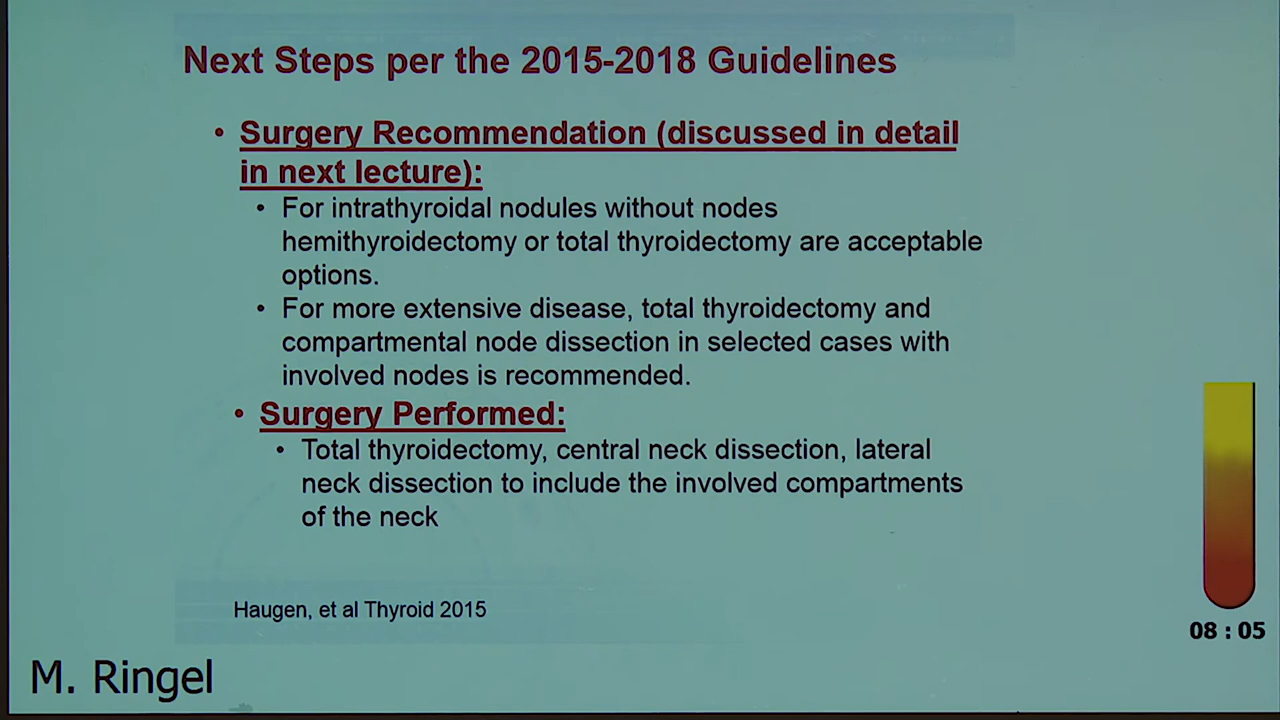 Next Steps per the 2015-2018 Guidelines
• Surgery Recommendation (discussed in detail
in next lecture):
• For intrathyroidal nodules without nodes
hemithyroidectomy or total thyroidectomy are acceptable
options.
• For more extensive disease, total thyroidectomy and
compartmental node dissection in selected cases with
involved nodes is recommended.
• Surgery Performed:
• Total thyroidectomy, central neck dissection, lateral
neck dissection to include the involved compartments
of the neck
Haugen, et al Thyroid 2015
08 : 05
M. Ringel